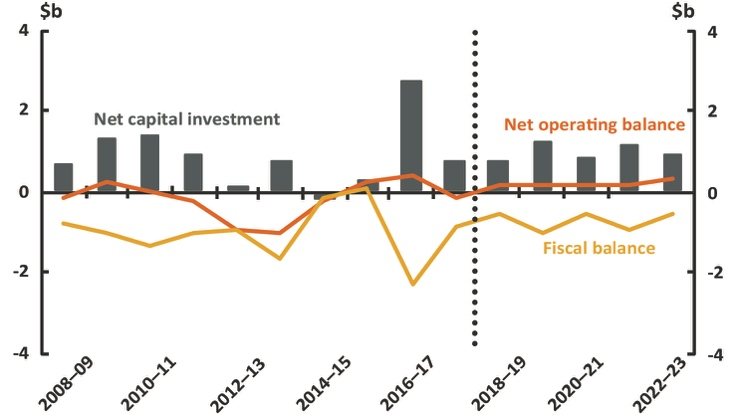 $b $b
4 4
Net capital investment
2 2
Net operating balance
0 0
Fiscal balance
-2 -2
-4 -4
2008–09 2010–11 2012–13 2014–15 2016–17 2018–19 2020–21 2022–23